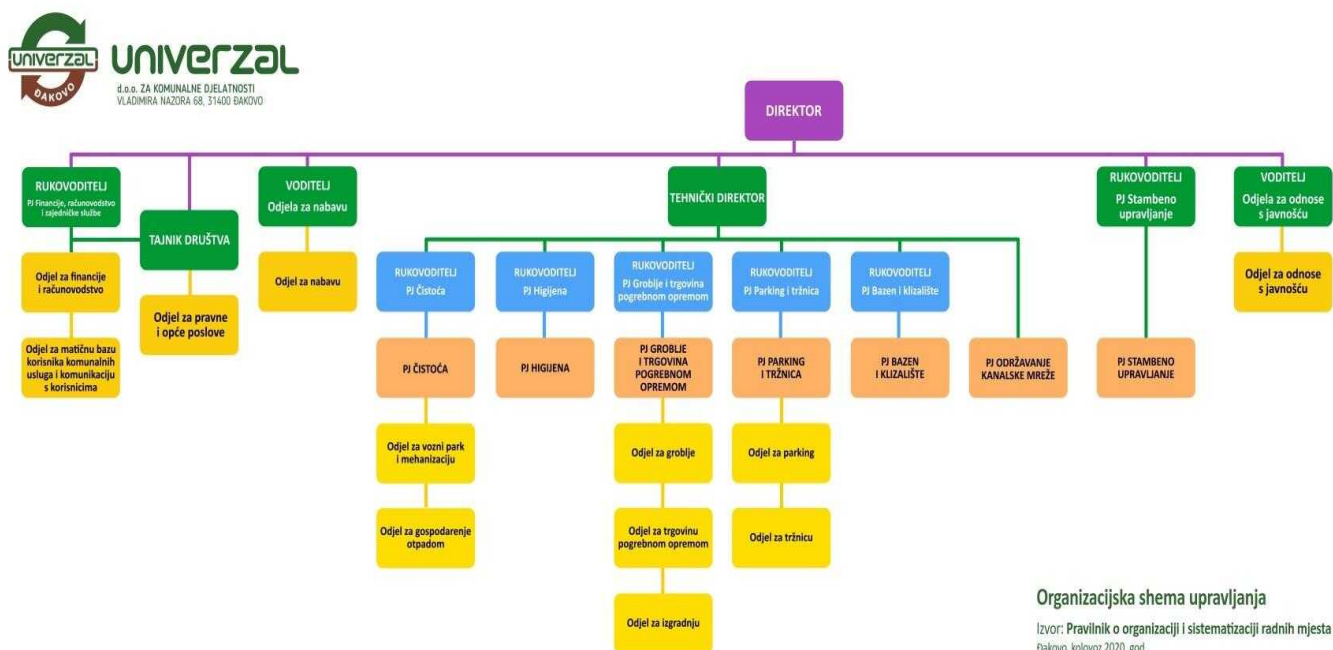 UNIVERZAL
ĐAKOVO
UNIVERZAL
d.o.o. ZA KOMUNALNE DJELATNOSTI
VLADIMIRA NAZORA 68, 31400 ĐAKOVO
DIREKTOR
RUKOVODITELJ
PJ Financije, računovodstvo
i zajedničke službe
TAJNIK DRUŠTVA
VODITELJ
Odjela za nabavu
TEHNIČKI DIREKTOR
RUKOVODITELJ
PJ Stambeno
upravljanje
VODITELJ
Odjela za odnose
s javnošću
Odjel za financije
i računovodstvo
Odjel za pravne
i opće poslove
Odjel za nabavu
RUKOVODITELJ
PJ Čistoća
RUKOVODITELJ
PJ Higijena
RUKOVODITELJ
PJ Groblje i trgovina
pogrebnom opremom
RUKOVODITELJ
PJ Parking i tržnica
RUKOVODITELJ
PJ Bazen i klizalište
Odjel za odnose
s javnošću
Odjel za matičnu bazu
korisnika komunalnih
usluga i komunikaciju
s korisnicima
PJ ČISTOĆA
PJ HIGIJENA
PJ GROBLJE
I TRGOVINA
POGREBNOM
OPREMOM
PJ PARKING
I TRŽNICA
PJ BAZEN
I KLIZALIŠTE
PJ ODRŽAVANJE
KANALSKE MREŽE
PJ STAMBENO
UPRAVLJANJE
Odjel za vozni park
i mehanizaciju
Odjel za groblje
Odjel za parking
Odjel za gospodarenje
otpadom
Odjel za trgovinu
pogrebnom opremom
Odjel za tržnicu
Odjel za izgradnju
Organizacijska shema upravljanja
Izvor: Pravilnik o organizaciji i sistematizaciji radnih mjesta
Đakovo, kolovoz 2020. god.